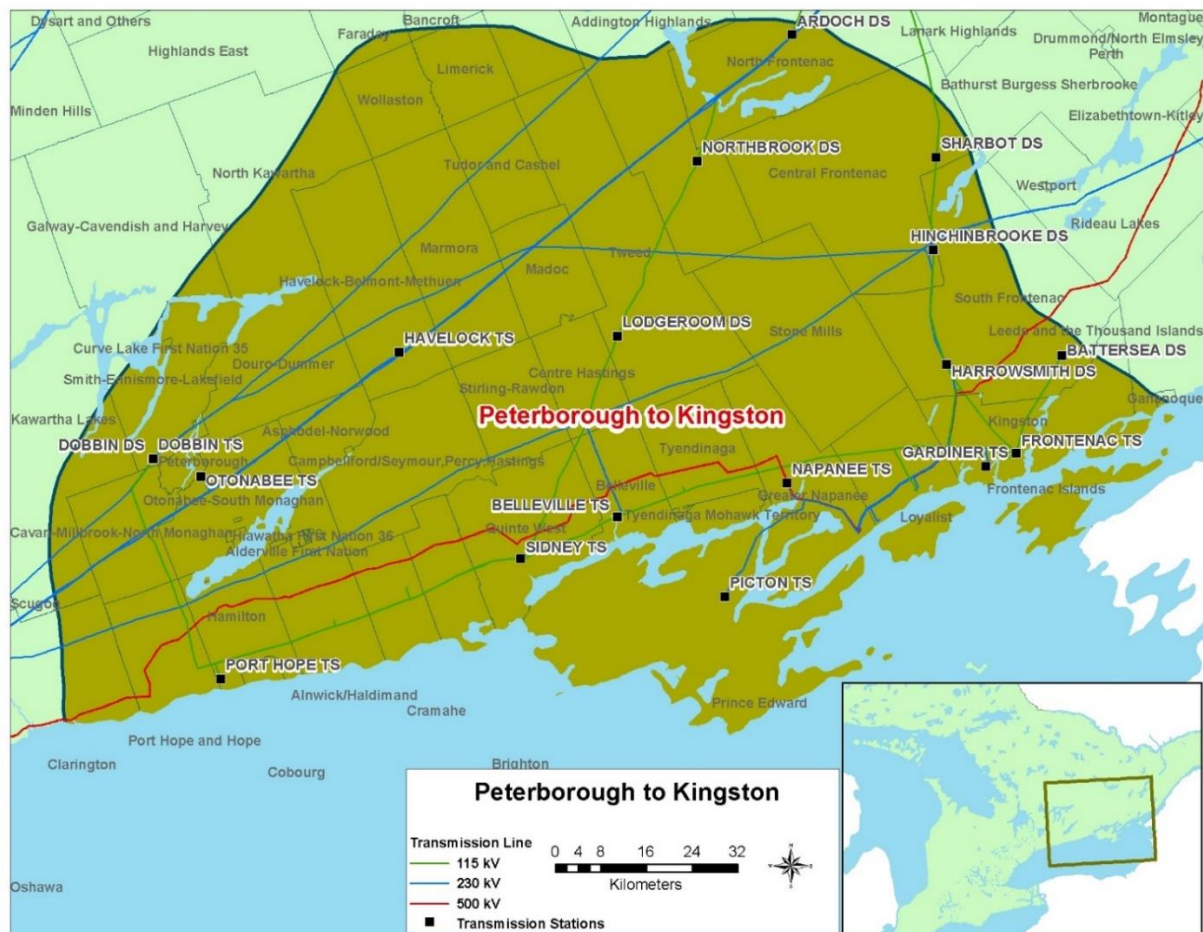 Dysart and Others
Bancroft
Addington Highlands
ARDOCH DS
Montague
Faraday
Lanark Highlands
Highlands East
Drummond/North Elmsley
Perth
Limerick
North Frontenac
Bathurst Burgess Sherbrooke
Wollaston
Minden Hills
Elizabethtown-Kitley
NORTHBROOK DS
SHARBOT DS
Tudor and Cashel
North Kawartha
Central Frontenac
Westport
Galway-Cavendish and Harvey
Rideau Lakes
HINCHINBROOKE DS
Marmora
Tweed
Madoc
Havelock-Belmont-Methuen
South Frontenac
LODGEROOM DS
Stone Mills
Leeds and the Thousand Islands
HAVELOCK TS
Curve Lake First Nation 35
BATTERSEA DS
Douro-Dummer
Centre Hastings
HARROWSMITH DS
Smith-Ennismore-Lakefield
Stirling-Rawdon
Gananoque
Kawartha Lakes
Peterborough to Kingston
Kingston
Asphodel-Norwood
DOBBIN DS
DOBBIN TS
Tyendinaga
FRONTENAC TS
GARDINER TS
Peterborough
Campbellford/Seymour,Percy,Hastings
OTONABEE TS
Belleville
NAPANEE TS
Frontenac Islands
Otonabee-South Monaghan
Greater Napanee
BELLEVILLE TS
Tyendinaga Mohawk Territory
Loyalist
Cavan-Millbrook-North Monaghan
Hiawatha First Nation 36
Quinte West
Alderville First Nation
SIDNEY TS
PICTON TS
Scugog
Hamilton
PORT HOPE TS
Alnwick/Haldimand
Prince Edward
Cramahe
Port Hope and Hope
Clarington
Cobourg
Brighton
Oshawa
Peterborough to Kingston
Transmission Line
115 kV
230 kV
500 kV
Transmission Stations
0 4 8 16 24 32
Kilometers
N
W
E
S